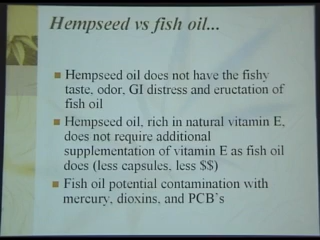 Hempseed vs fish oil...
Hempseed oil does not have the fishy
taste, odor, GI distress and eructation of
fish oil
Hempseed oil, rich in natural vitamin E,
does not require additional
supplementation of vitamin E as fish oil
does (less capsules, less $$)
Fish oil potential contamination with
mercury, dioxins, and PCB's